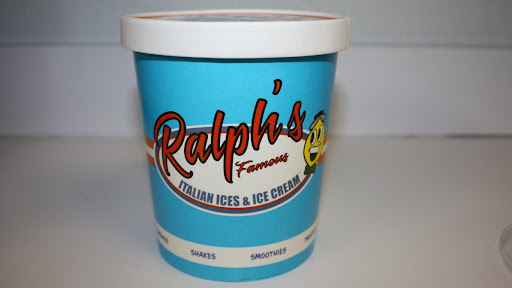 Ralph's
Famous
ITALIAN ICES & ICE CREAM
SHAKES SMOOTHIES